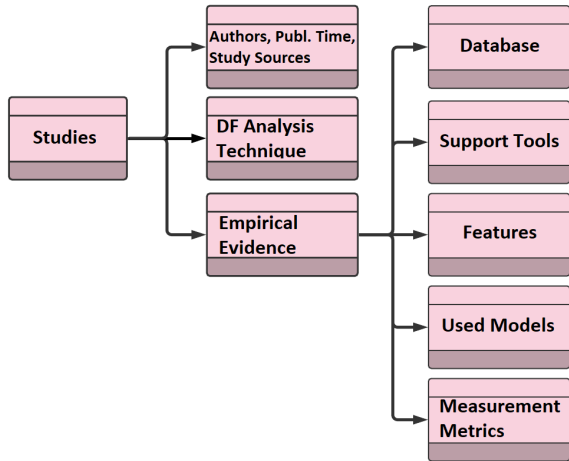 Studies
Authors, Publ. Time,
Study Sources
DF Analysis
Technique
Empirical
Evidence
Database
Support Tools
Features
Used Models
Measurement
Metrics